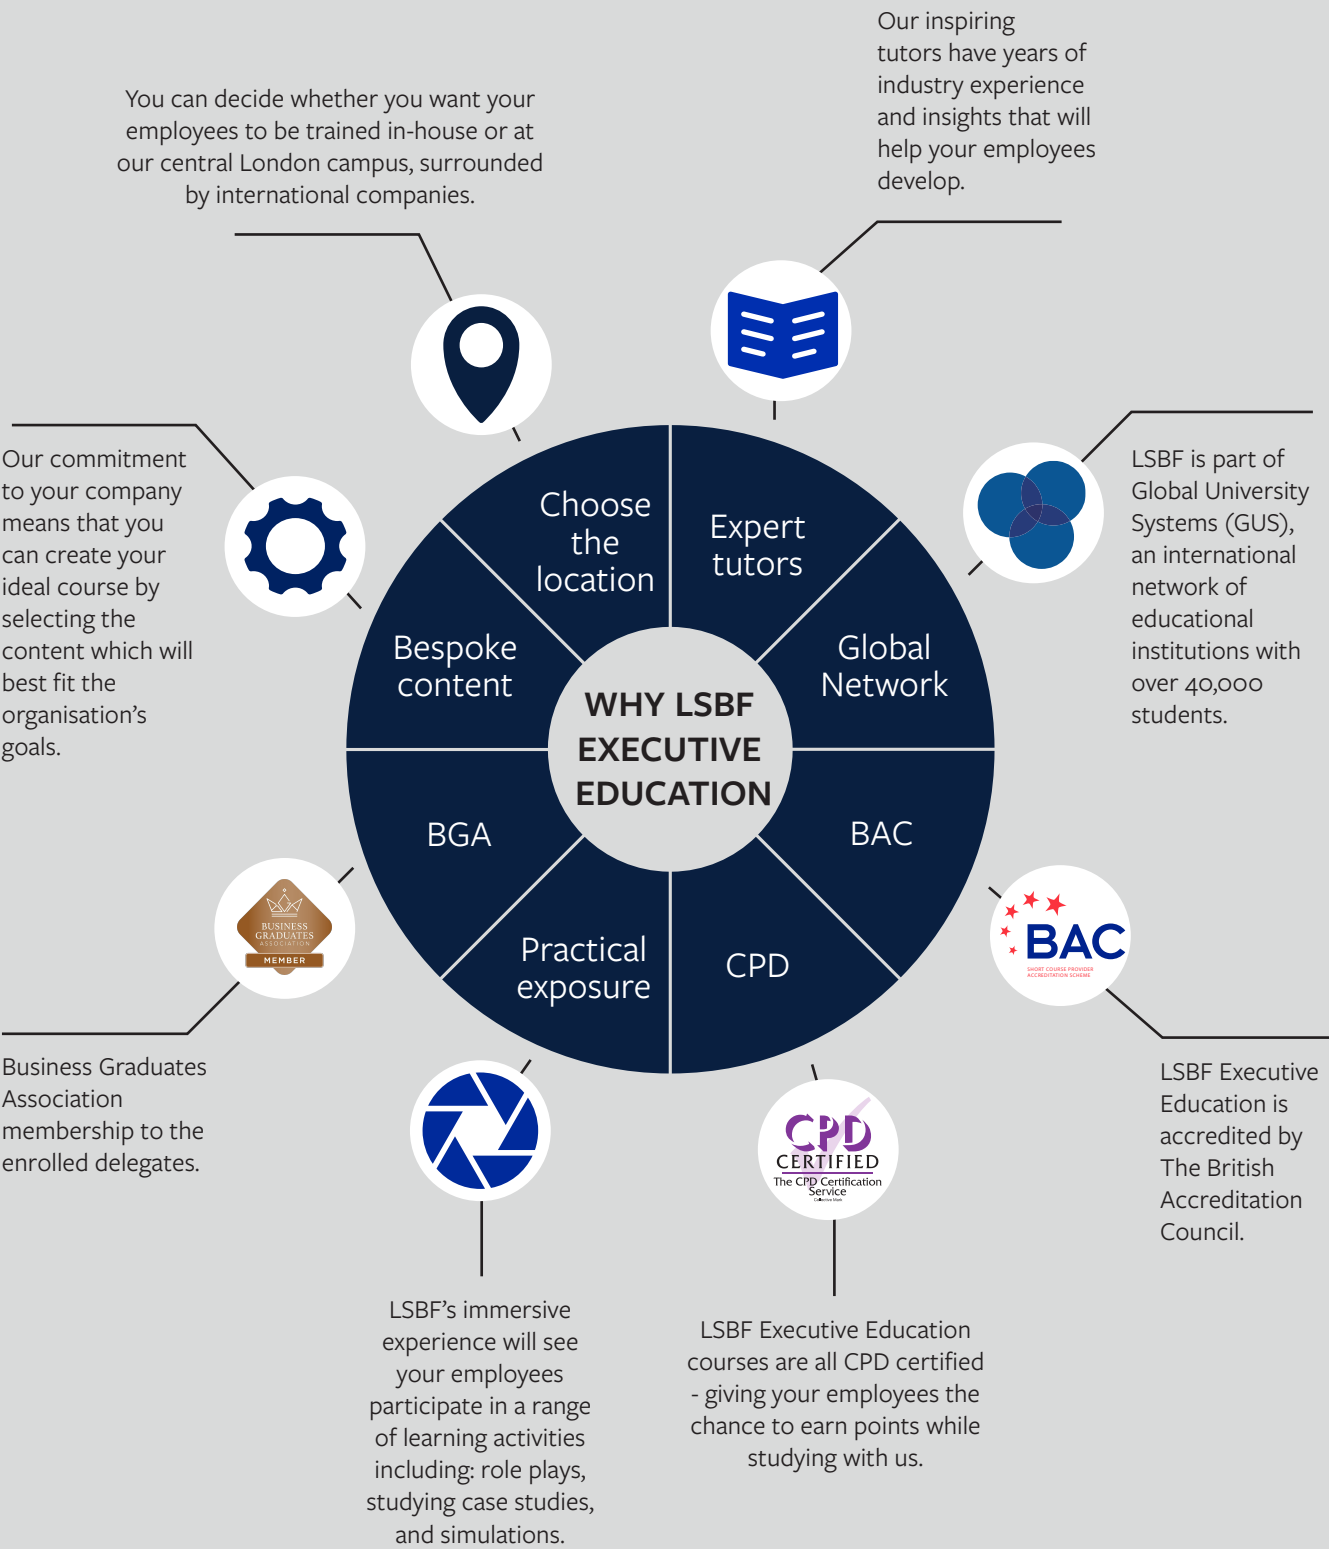 Our inspiring
tutors have years of
industry experience
and insights that will
help your employees
develop.
You can decide whether you want your
employees to be trained in-house or at
our central London campus, surrounded
by international companies.
Our commitment
to your company
means that you
can create your
ideal course by
selecting the
content which will
best fit the
organisation's
goals.
LSBF is part of
Global University
Systems (GUS),
an international
network of
educational
institutions with
over 40,000
students.
Choose
the
location
Expert
tutors
Bespoke
content
Global
Network
WHY LSBF
EXECUTIVE
EDUCATION
BGA
BAC
Practical
exposure
CPD
BUSINESS
GRADUATES
ASSOCIATION
MEMBER
BAC
SHORT COURSE PROVIDER
ACCREDITATION SCHEME
Business Graduates
Association
membership to the
enrolled delegates.
LSBF Executive
Education is
accredited by
The British
Accreditation
Council.
CPD
CERTIFIED
The CPD Certification
Service
Collective Mark
LSBF's immersive
experience will see
your employees
participate in a range
of learning activities
including: role plays,
studying case studies,
and simulations.
LSBF Executive Education
courses are all CPD certified
- giving your employees the
chance to earn points while
studying with us.